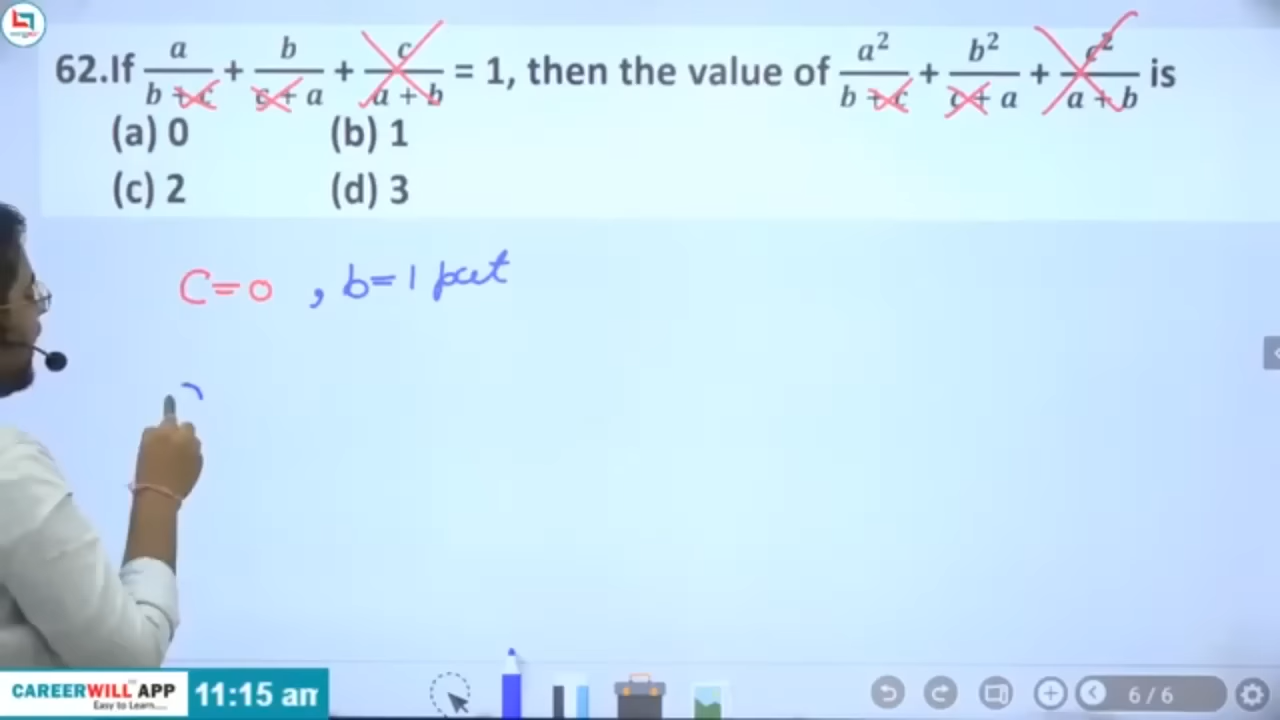 62.If a/(b + c) + b/(c + a) + c/(a + b) = 1, then the value of a²/(b + c) + b²/(c + a) + c²/(a + b) is
(a) 0 (b) 1
(c) 2 (d) 3
C=0 , b=1 put
CAREERWILL APP 11:15 am
Easy to Learn.....
6 / 6